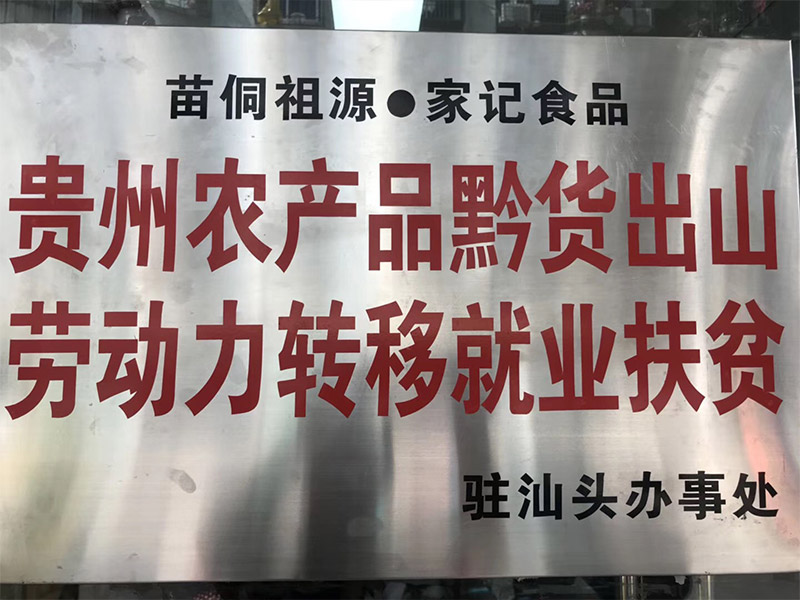 苗侗祖源●家记食品
贵州农产品黔货出山
劳动力转移就业扶贫
驻汕头办事处